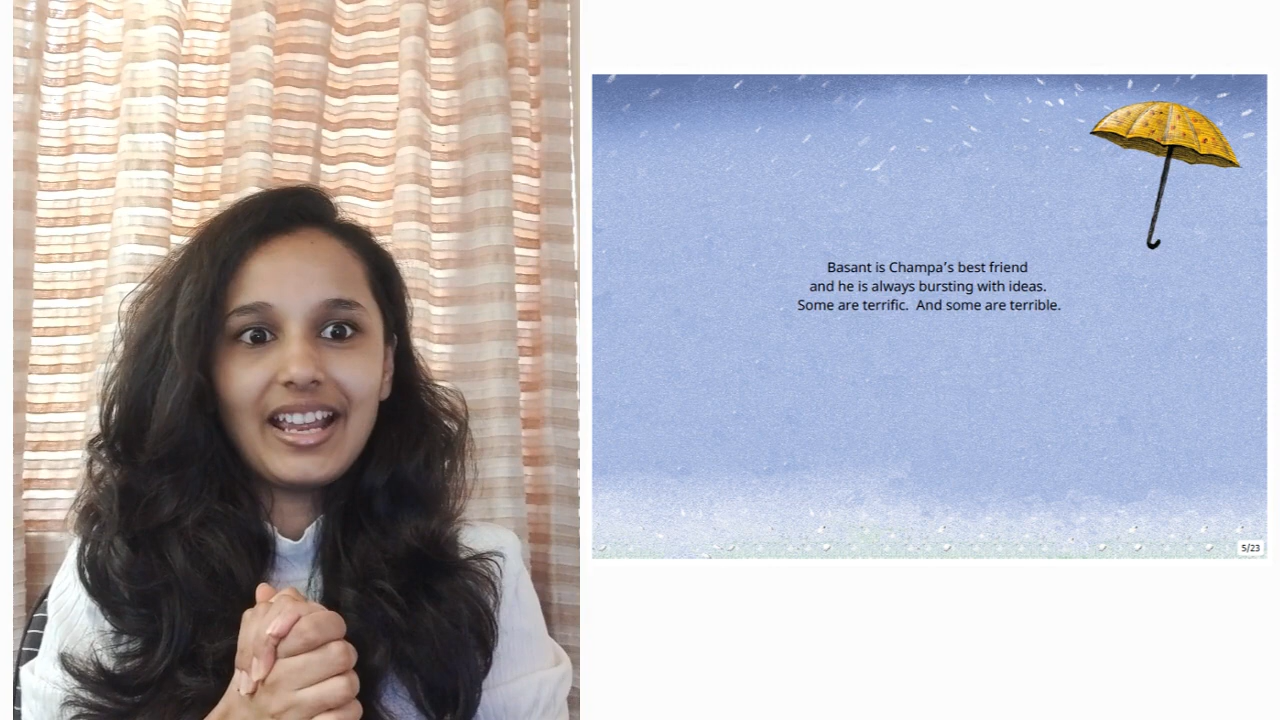 Basant is Champa’s best friend
and he is always bursting with ideas.
Some are terrific.  And some are terrible.
5/23